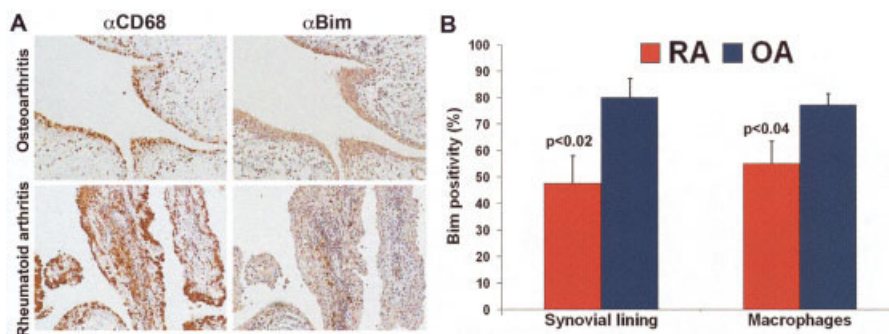 A
αCD68
αBim
Osteoarthritis
Rheumatoid arthritis
B
RA
OA
Bim positivity (%)
100
90
80
70
60
50
40
30
20
10
0
p<0.02
p<0.04
Synovial lining
Macrophages